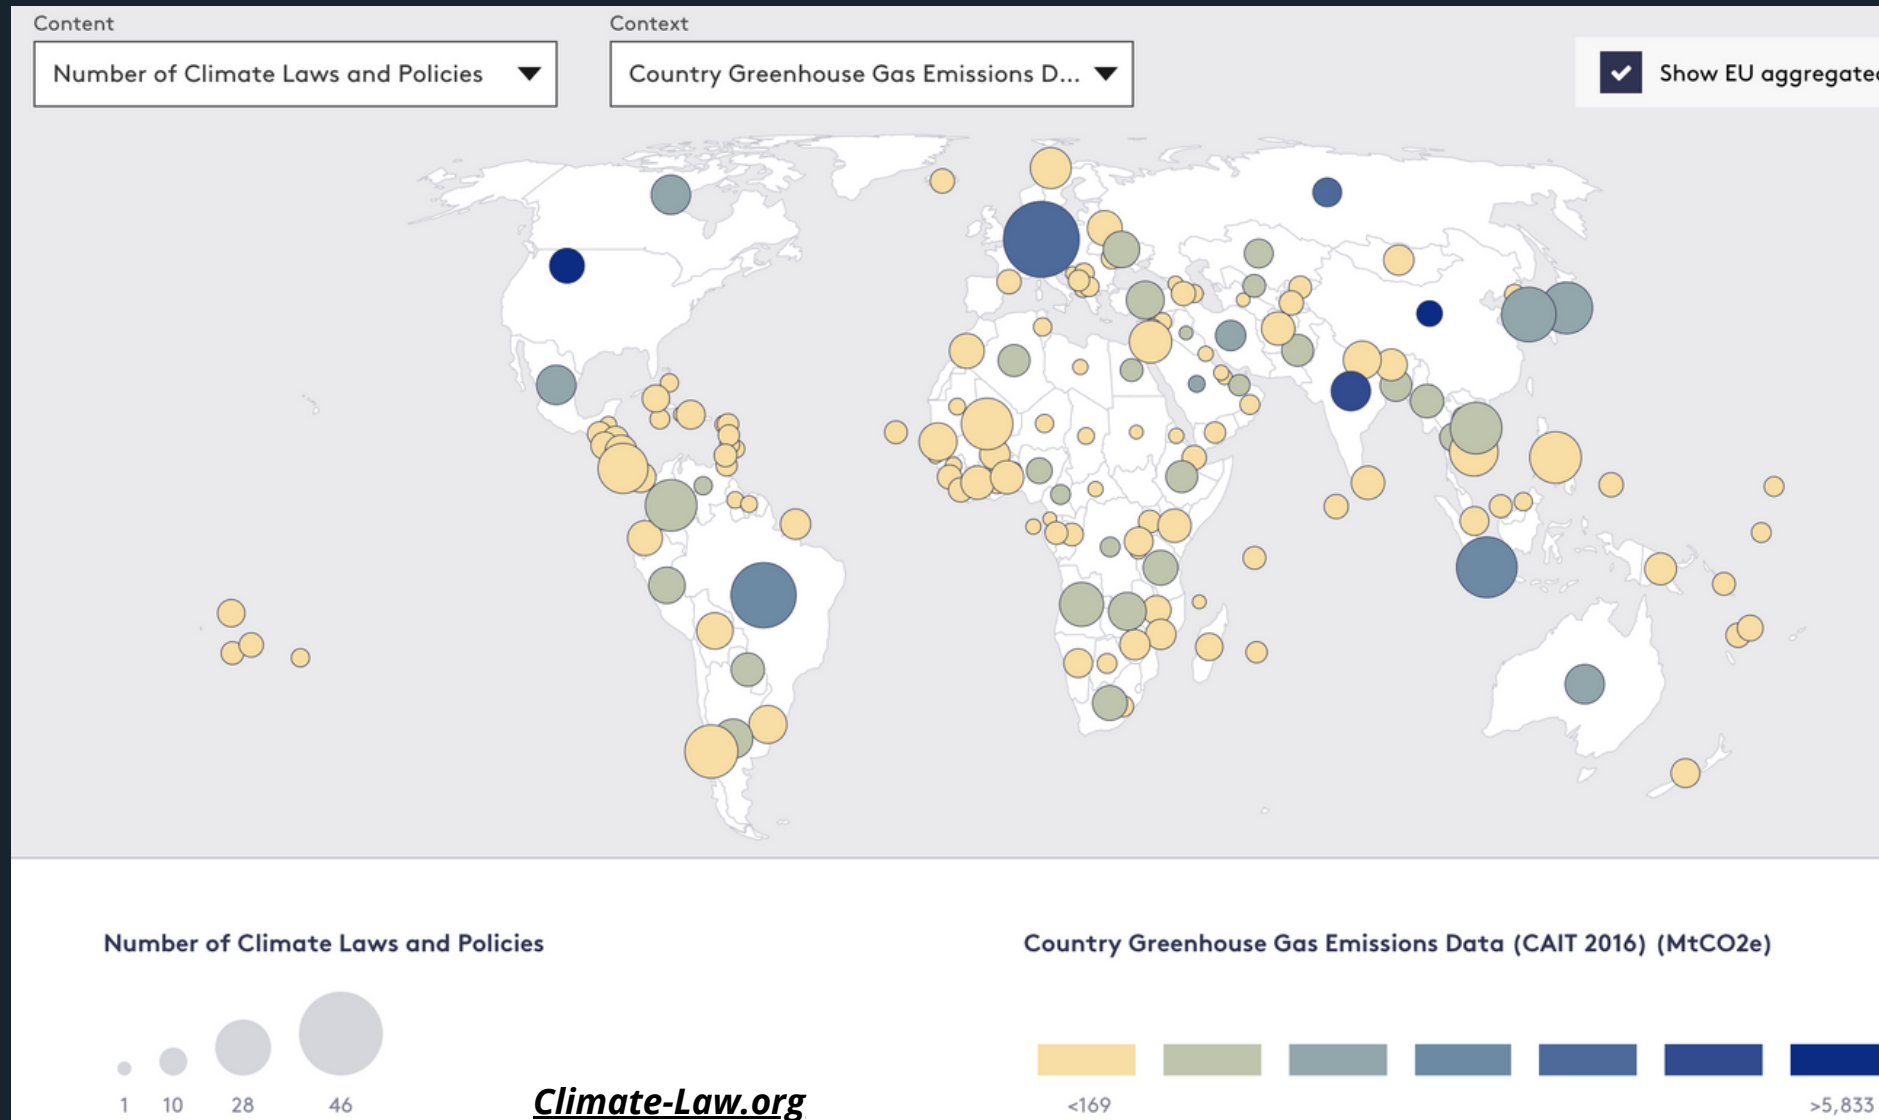 Content
Context
Number of Climate Laws and Policies
Country Greenhouse Gas Emissions D...
Show EU aggregated
Number of Climate Laws and Policies
Country Greenhouse Gas Emissions Data (CAIT 2016) (MtCO2e)
1 10 28 46
Climate-Law.org
<169
>5,833